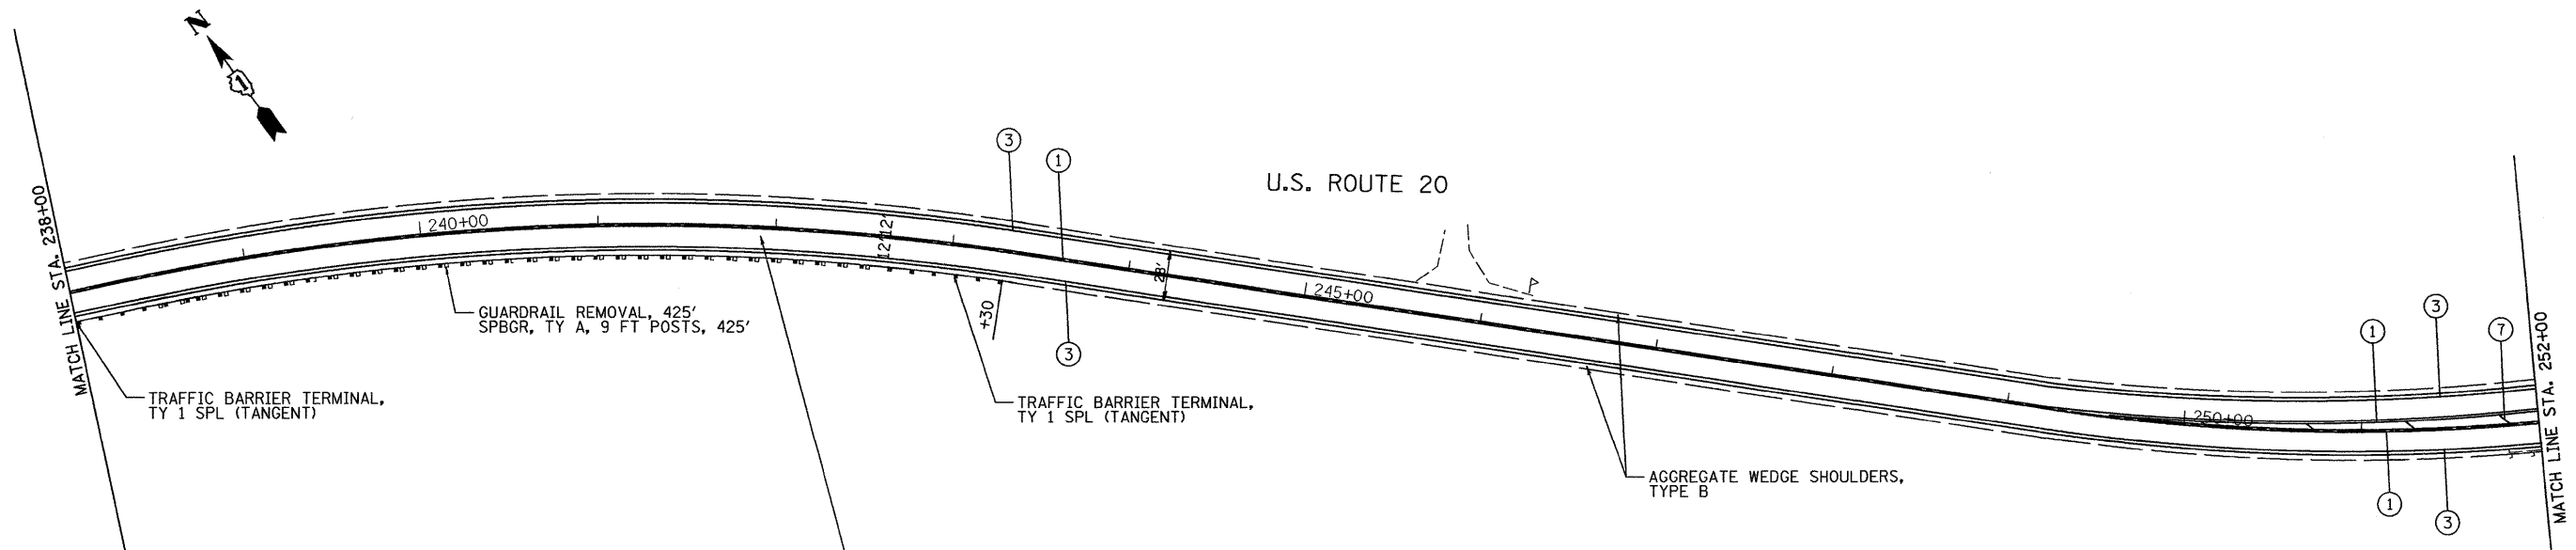 N
1
MATCH LINE STA. 238+00
240+00
12'
12'
3
1
U.S. ROUTE 20
28'
245+00
+30
3
GUARDRAIL REMOVAL, 425'
SPBGR, TY A, 9 FT POSTS, 425'
TRAFFIC BARRIER TERMINAL,
TY 1 SPL (TANGENT)
TRAFFIC BARRIER TERMINAL,
TY 1 SPL (TANGENT)
P
1
3
7
250+00
AGGREGATE WEDGE SHOULDERS,
TYPE B
1
3
MATCH LINE STA. 252+00